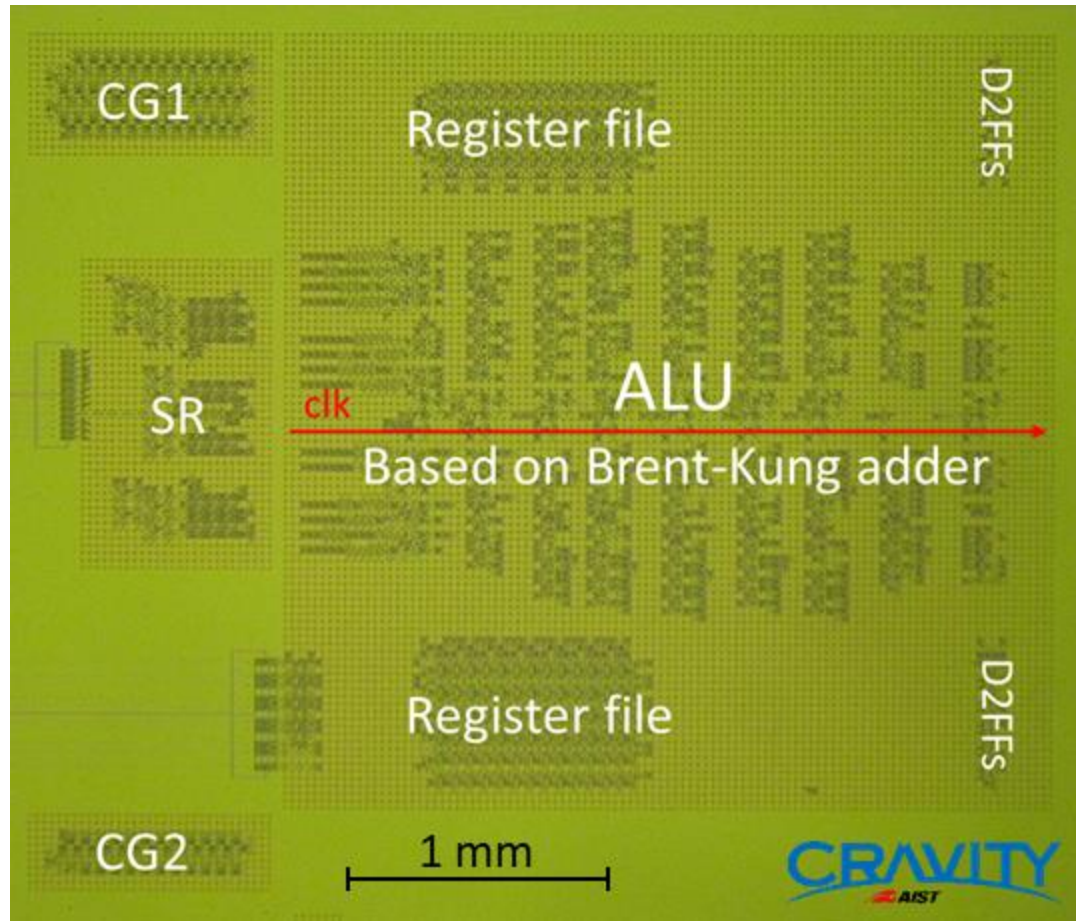 CG1
Register file
D2FFs
SR
clk
ALU
Based on Brent-Kung adder
Register file
D2FFs
CG2
1 mm
CRAVITY
AIST